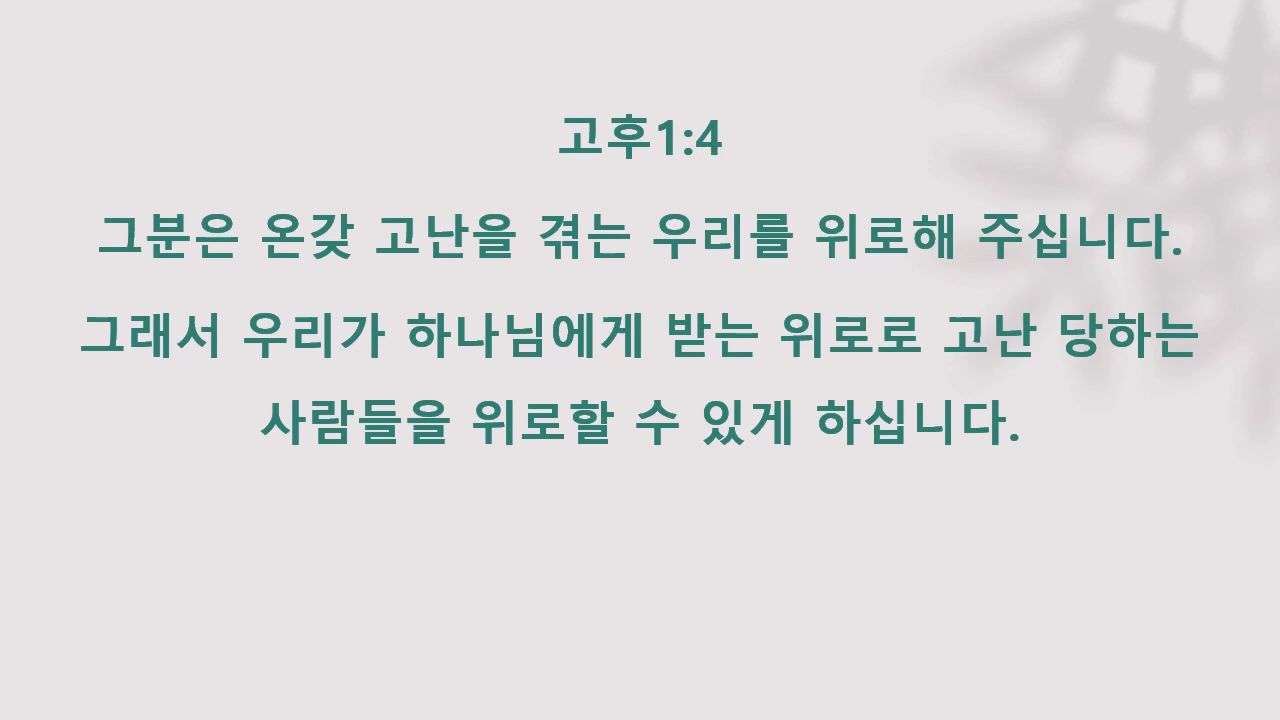 고후1:4
그분은 온갖 고난을 겪는 우리를 위로해 주십니다.
그래서 우리가 하나님에게 받는 위로로 고난 당하는
사람들을 위로할 수 있게 하십니다.